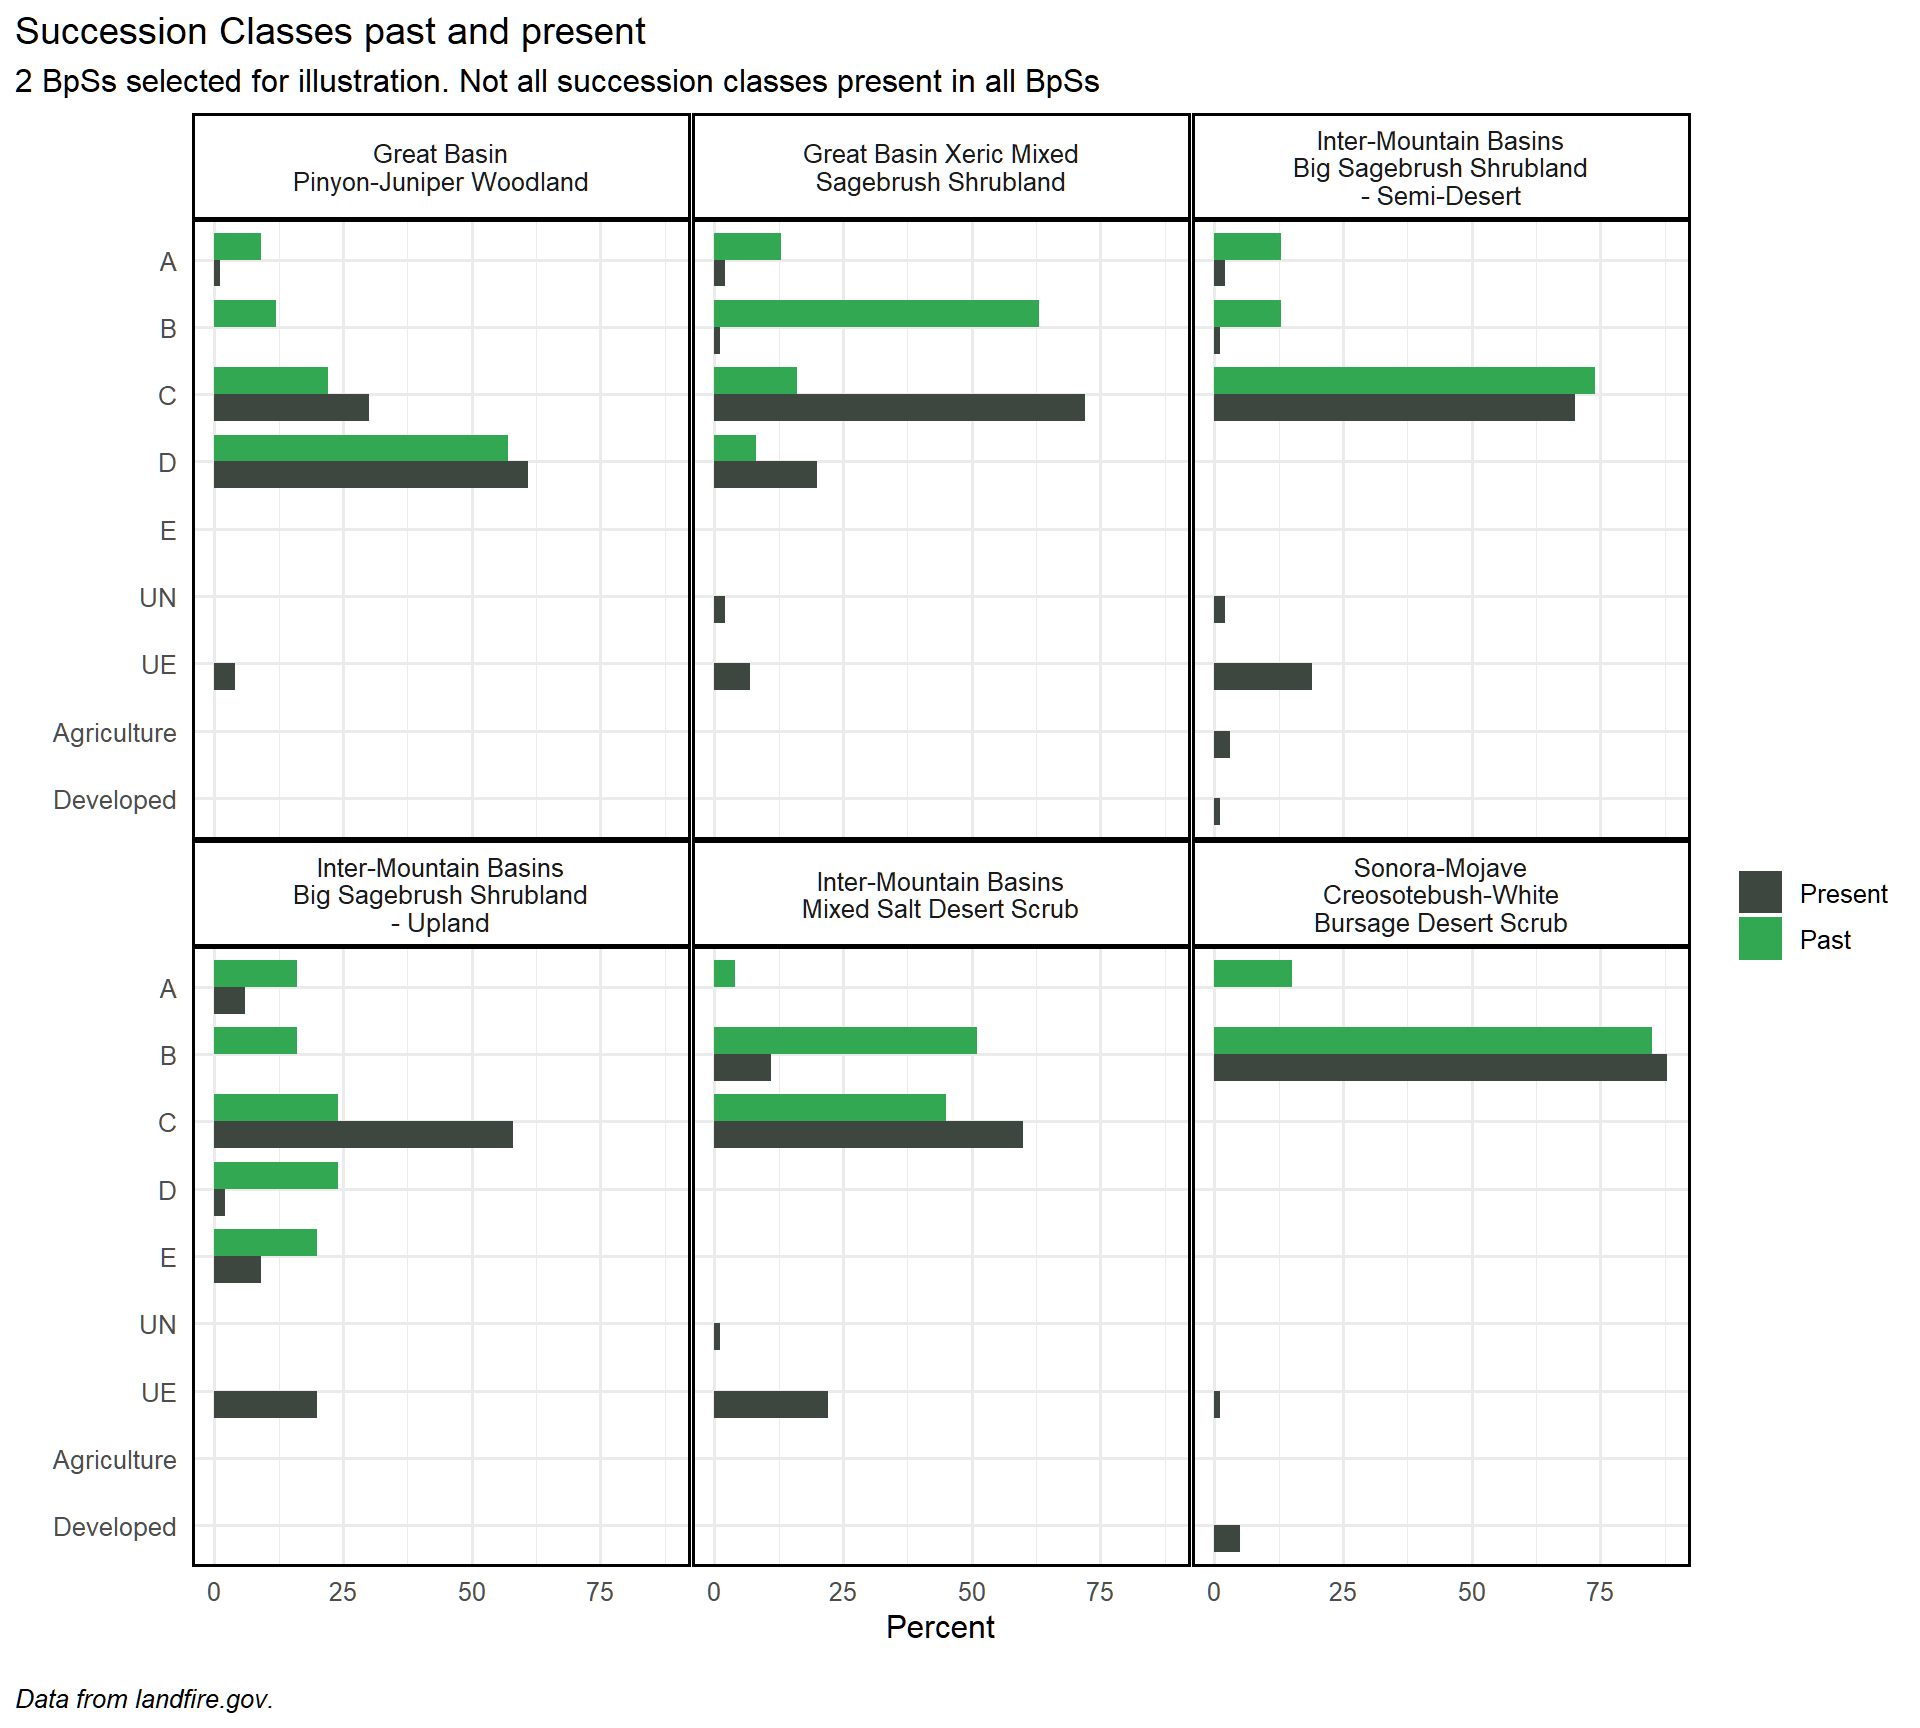 Succession Classes past and present
2 BpSs selected for illustration. Not all succession classes present in all BpSs
Great Basin
Pinyon-Juniper Woodland
Great Basin Xeric Mixed
Sagebrush Shrubland
Inter-Mountain Basins
Big Sagebrush Shrubland
- Semi-Desert
A
B
C
D
E
UN
UE
Agriculture
Developed
Inter-Mountain Basins
Big Sagebrush Shrubland
- Upland
Inter-Mountain Basins
Mixed Salt Desert Scrub
Sonora-Mojave
Creosotebush-White
Bursage Desert Scrub
A
B
C
D
E
UN
UE
Agriculture
Developed
0 25 50 75 0 25 50 75 0 25 50 75
Percent
Present
Past
Data from landfire.gov.